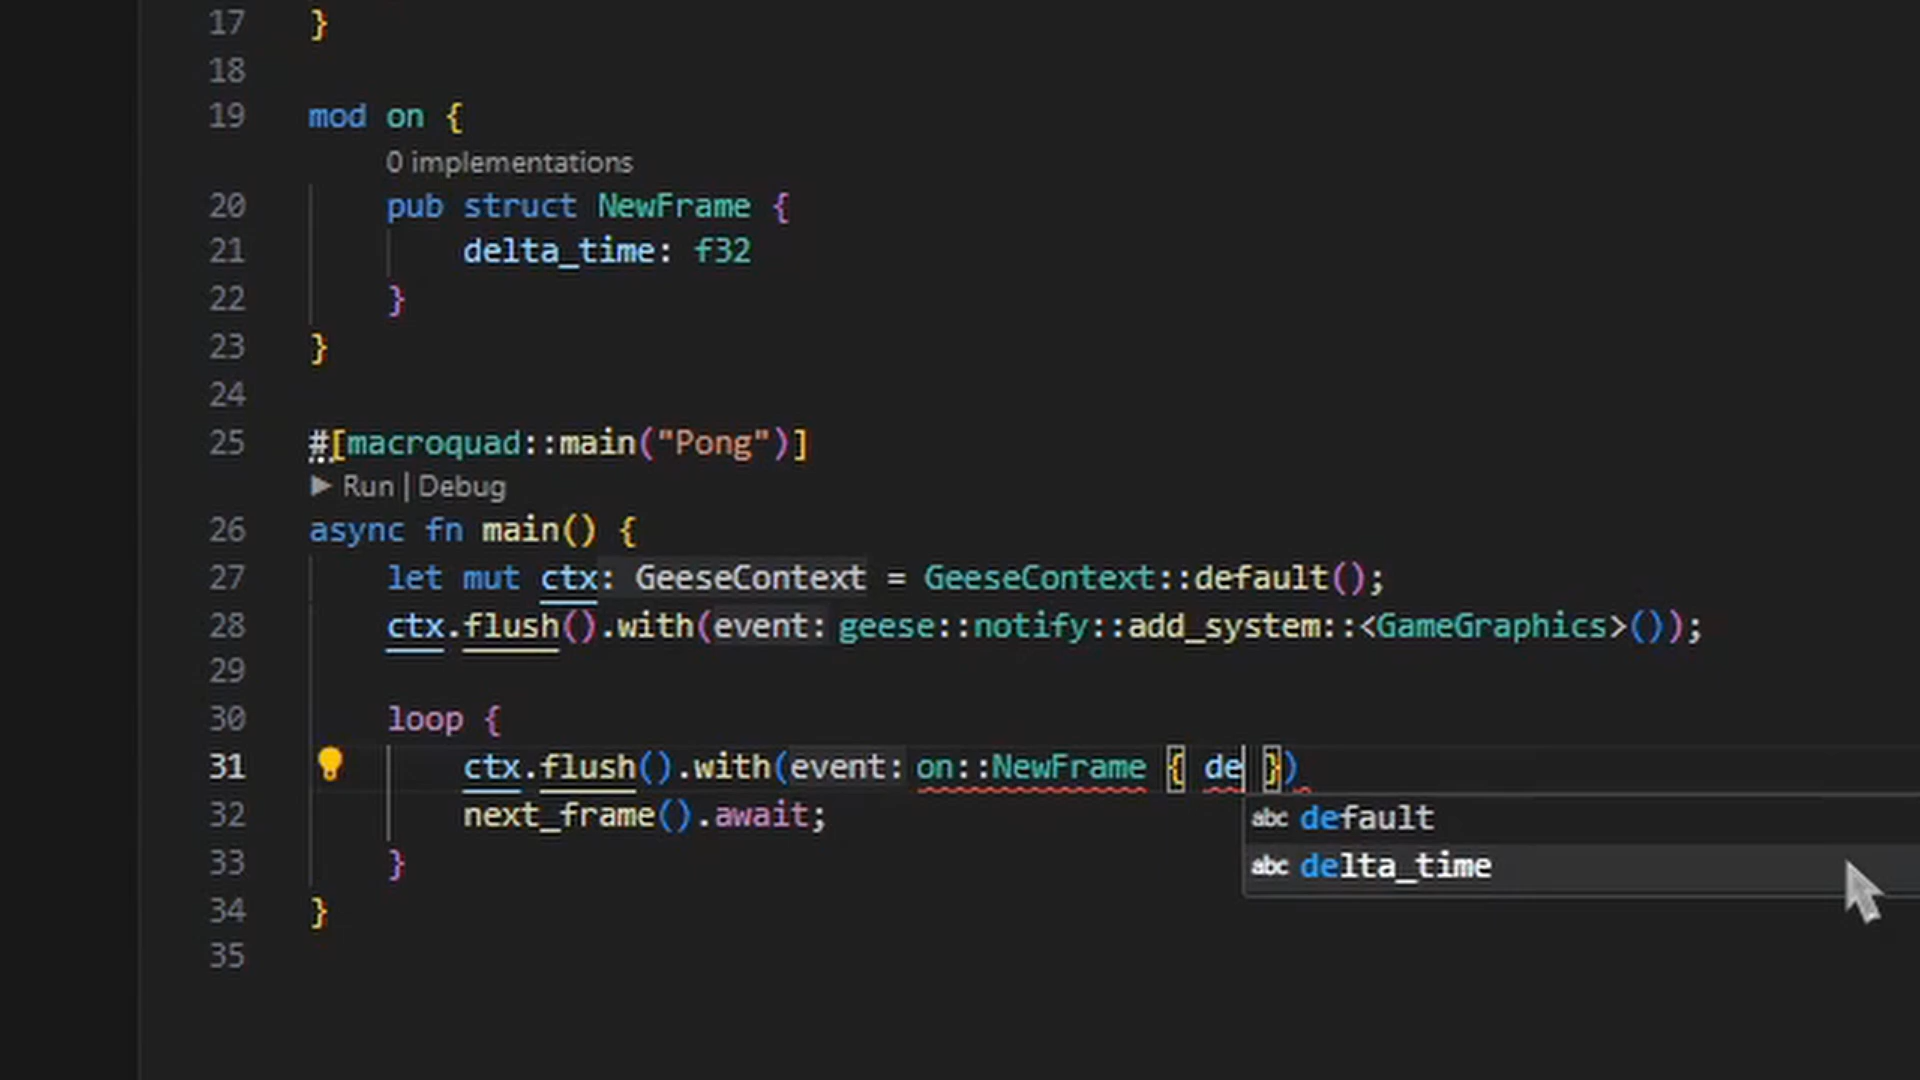 17 }
18
19 mod on {
0 implementations
20 pub struct NewFrame {
21 delta_time: f32
22 }
23 }
24
25 #[macroquad::main("Pong")]
▶ Run | Debug
26 async fn main() {
27 let mut ctx: GeeseContext = GeeseContext::default();
28 ctx.flush().with(event: geese::notify::add_system::<GameGraphics>());
29
30 loop {
31 ctx.flush().with(event: on::NewFrame { de })
abc default
32 next_frame().await;
abc delta_time
33 }
34 }
35